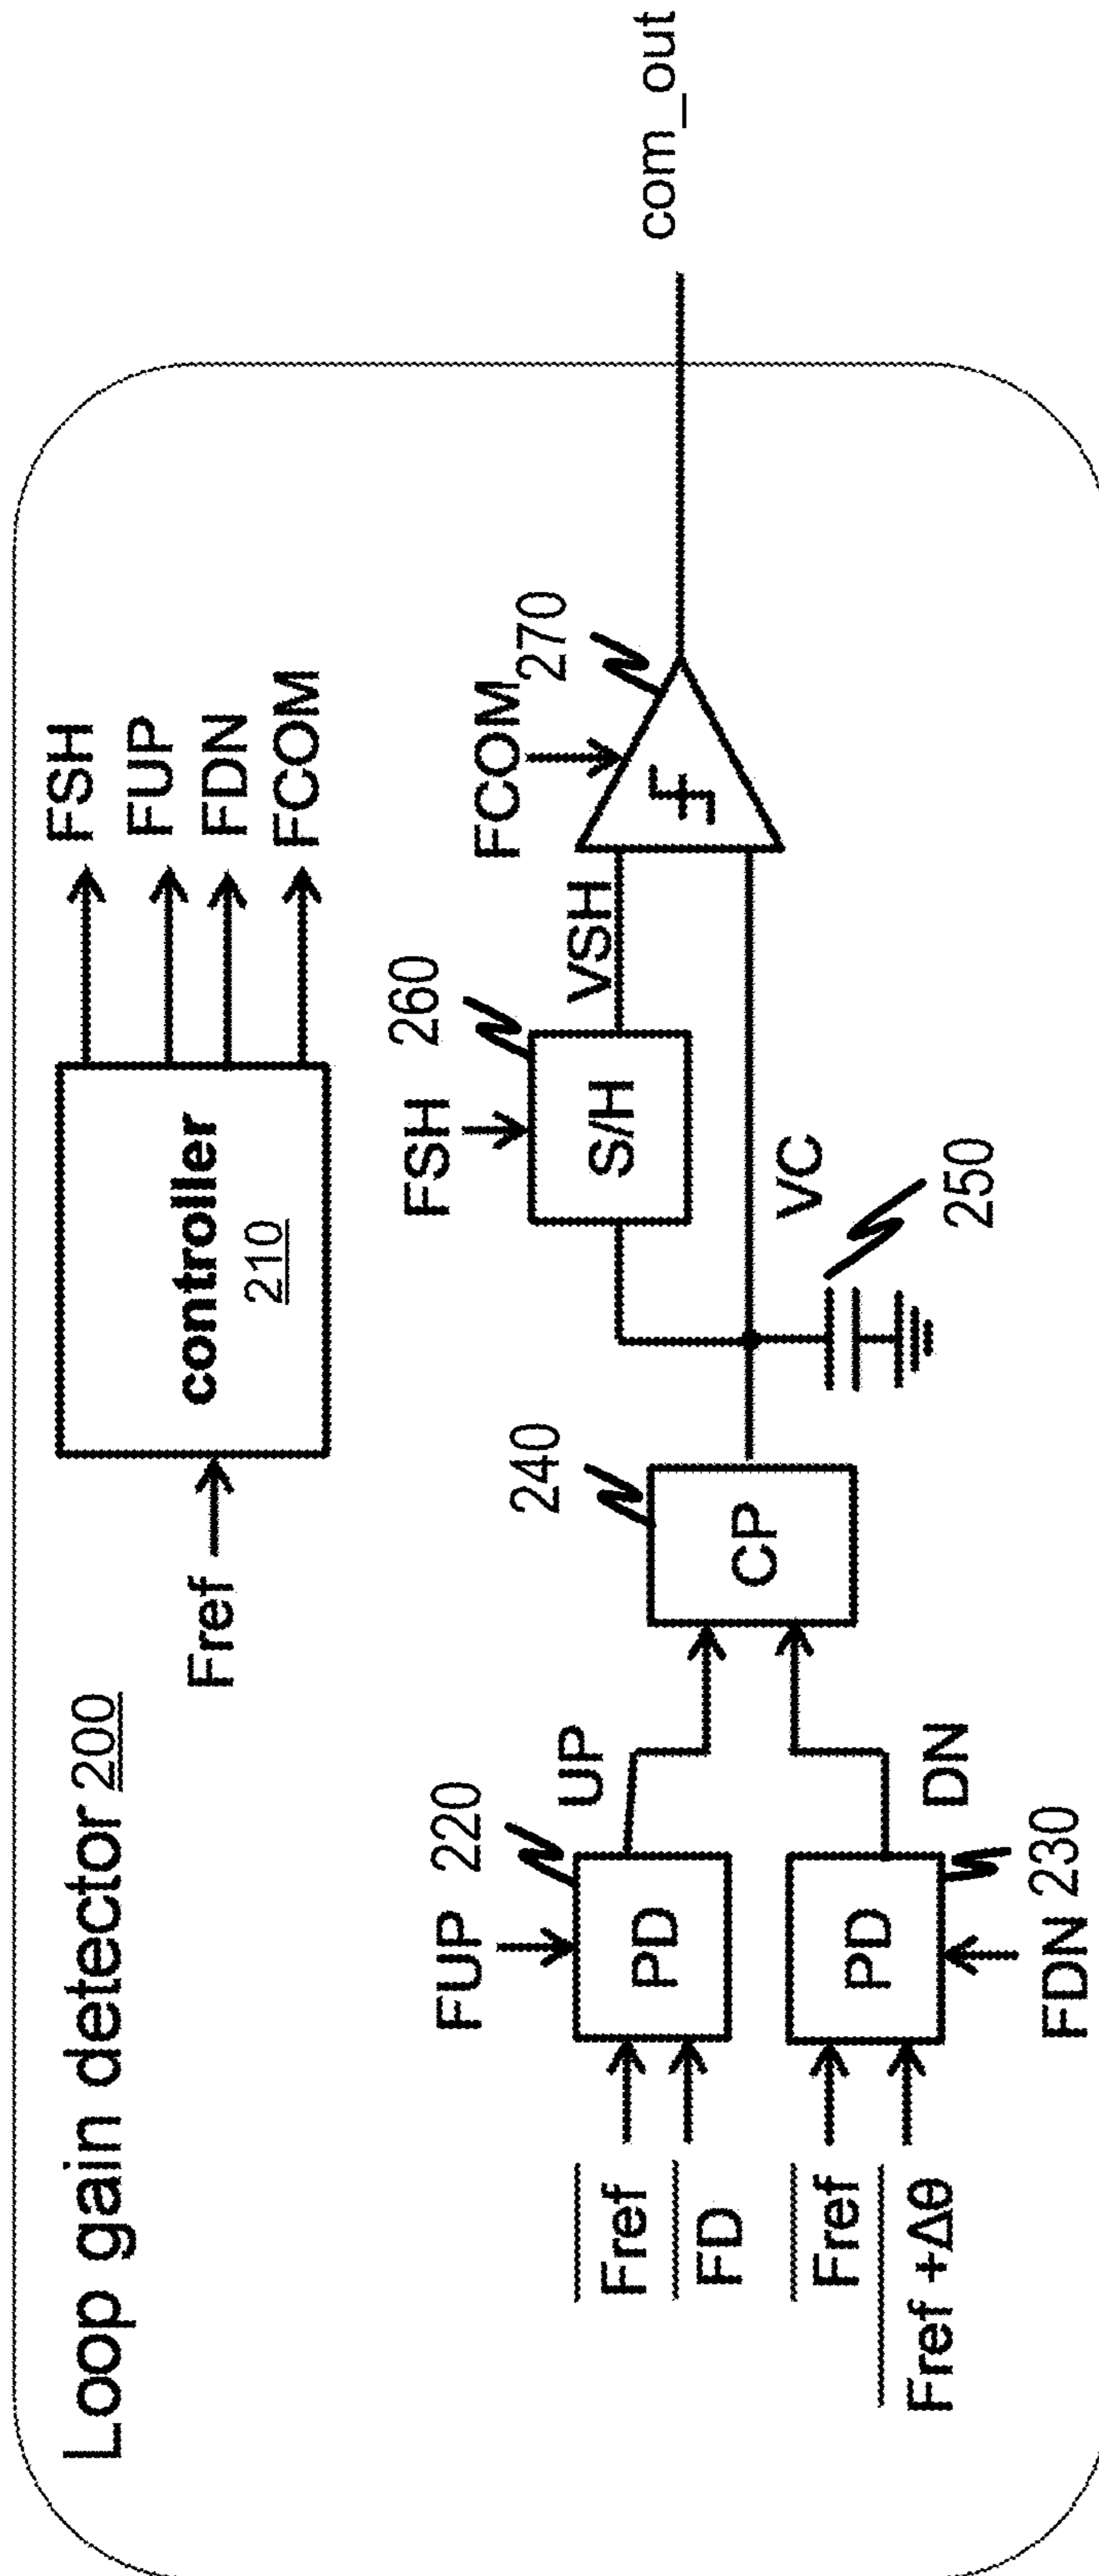 Loop gain detector 200
Fref
controller
210
FSH
FUP
FDN
FCOM
FUP
220
PD
UP
Fref
FD
Fref
Fref +Δθ
PD
DN
FDN
230
240
CP
FSH
260
S/H
VSH
VC
250
FCOM
270
com_out